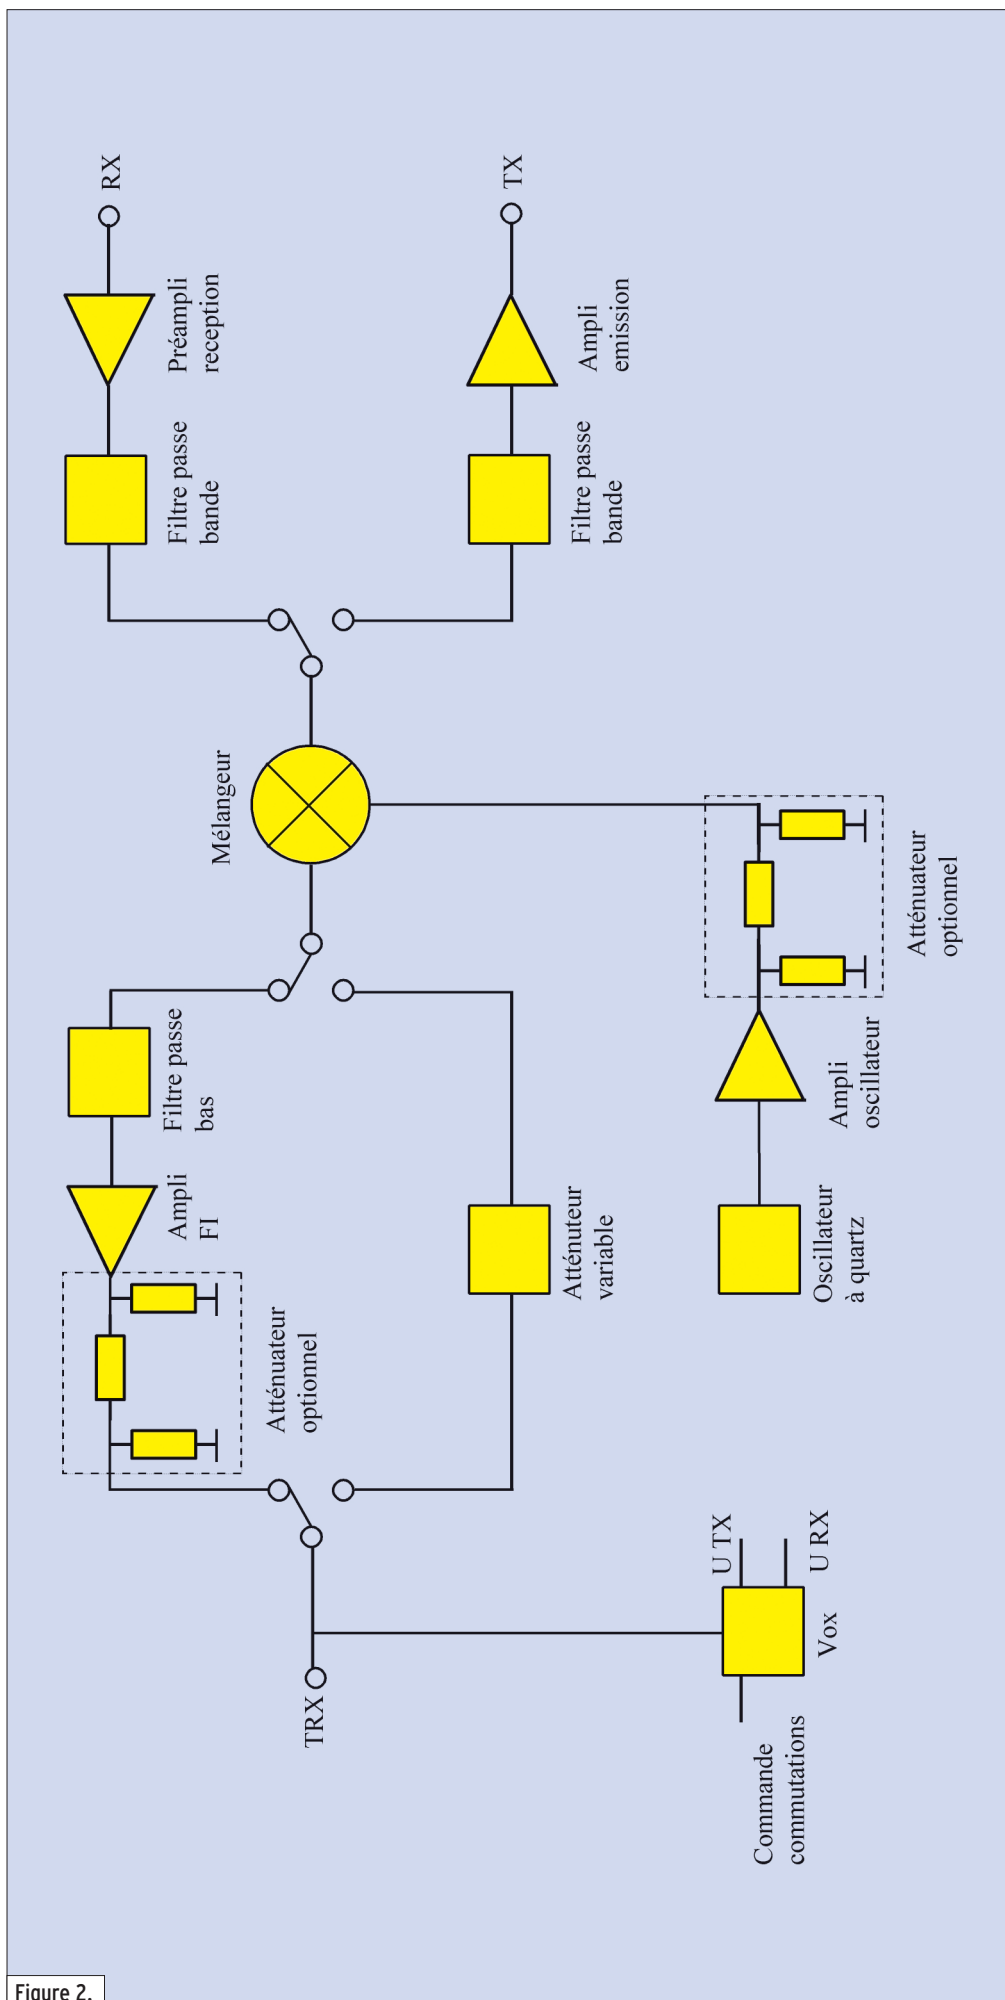 RX
Préampli
reception
Filtre passe
bande
TX
Ampli
emission
Filtre passe
bande
Mélangeur
Filtre passe
bas
Ampli
FI
Atténuateur
optionnel
Atténuteur
variable
Atténuateur
optionnel
Ampli
oscillateur
Oscillateur
à quartz
TRX
U TX
U RX
Vox
Commande
commutations
Figure 2.